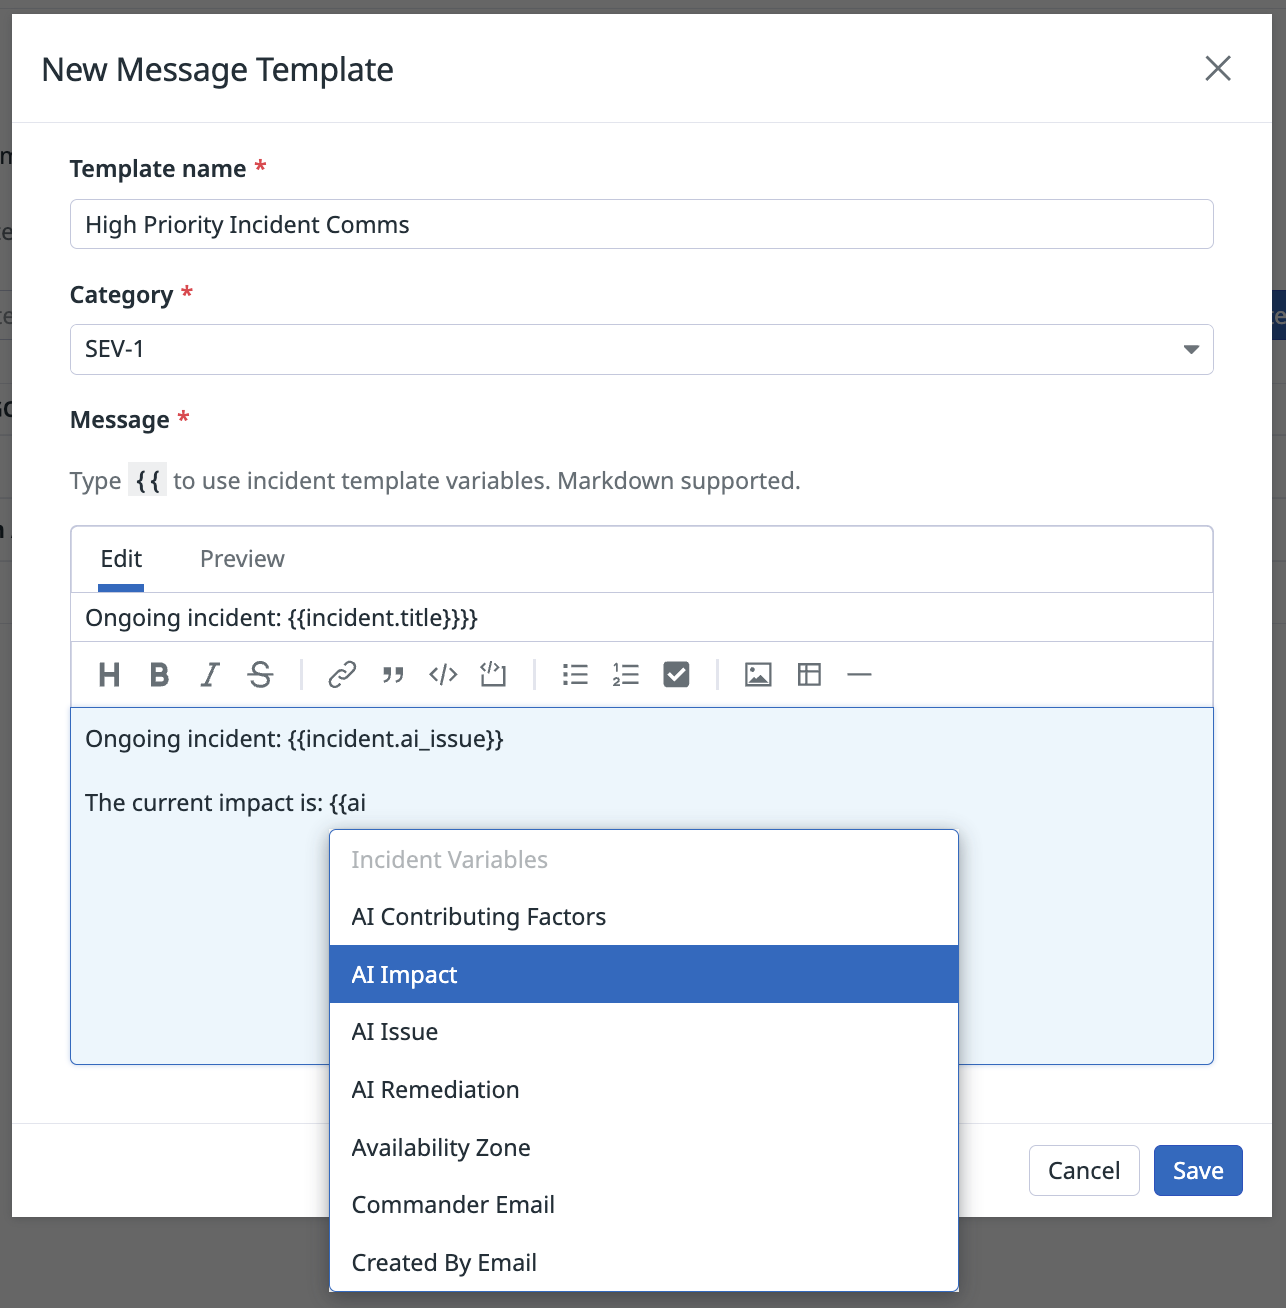 New Message Template
Template name *
High Priority Incident Comms
Category *
SEV-1
Message *
Type {{ to use incident template variables. Markdown supported.
Edit Preview
Ongoing incident: {{incident.title}}}}
H B I S
Ongoing incident: {{incident.ai_issue}}
The current impact is: {{ai
Incident Variables
AI Contributing Factors
AI Impact
AI Issue
AI Remediation
Availability Zone
Commander Email
Created By Email
Cancel Save